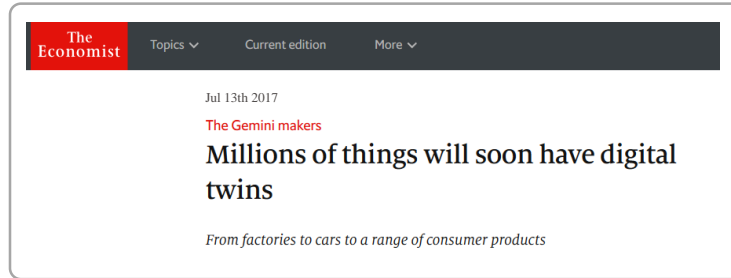 The
Economist
Topics
Current edition
More
Jul 13th 2017
The Gemini makers
Millions of things will soon have digital
twins
From factories to cars to a range of consumer products